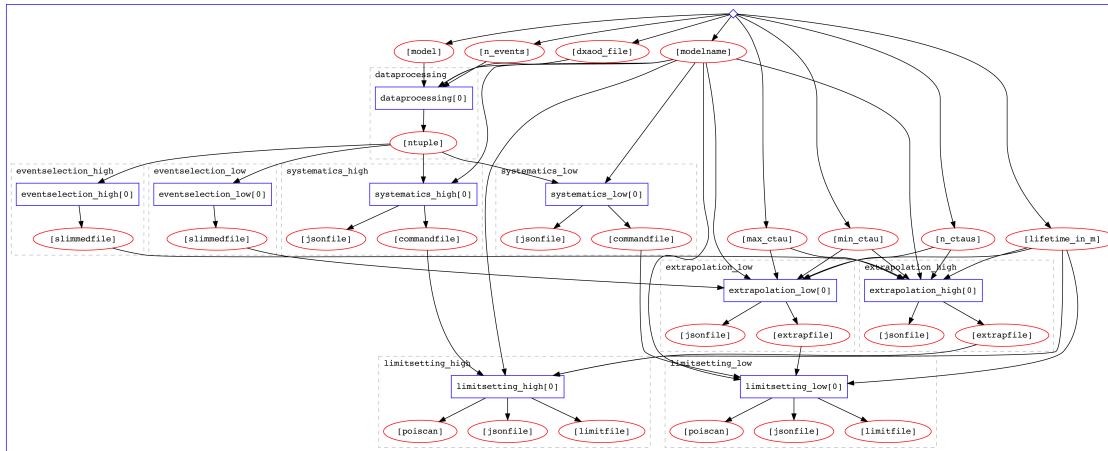 [model]
[n_events]
[dxaod_file]
[modelname]
dataprocessing
dataprocessing[0]
[ntuple]
eventselection_high
eventselection_low
systematics_high
systematics_low
eventselection_high[0]
eventselection_low[0]
systematics_high[0]
systematics_low[0]
[slimmedfile]
[slimmedfile]
[jsonfile]
[commandfile]
[jsonfile]
[commandfile]
[max_ctau]
[min_ctau]
[n_ctaus]
[lifetime_in_m]
extrapolation_low
extrapolation_high
extrapolation_low[0]
extrapolation_high[0]
[jsonfile]
[extrapfile]
[jsonfile]
[extrapfile]
limitsetting_high
limitsetting_low
limitsetting_high[0]
limitsetting_low[0]
[poiscan]
[jsonfile]
[limitfile]
[poiscan]
[jsonfile]
[limitfile]